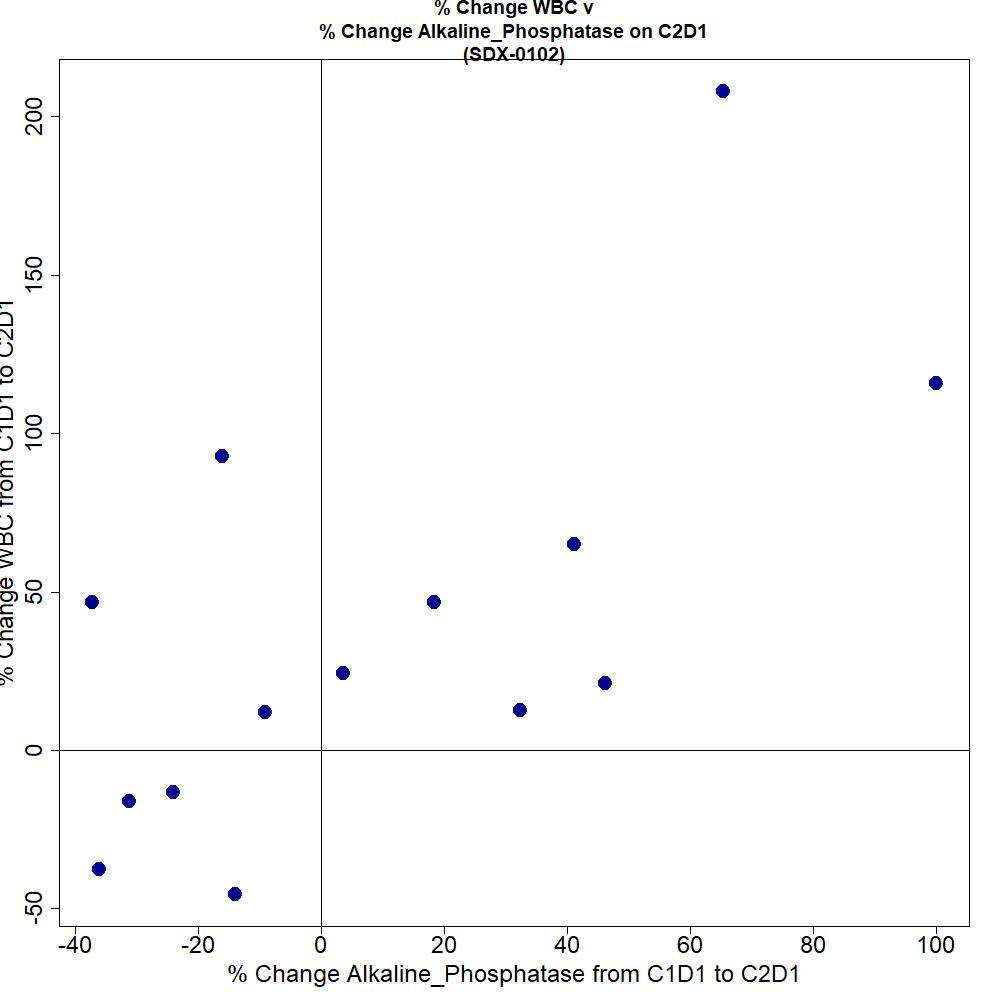 % Change WBC v
% Change Alkaline_Phosphatase on C2D1
(SDX-0102)
% Change WBC from C1D1 to C2D1
200
150
100
50
0
-50
-40 -20 0 20 40 60 80 100
% Change Alkaline_Phosphatase from C1D1 to C2D1